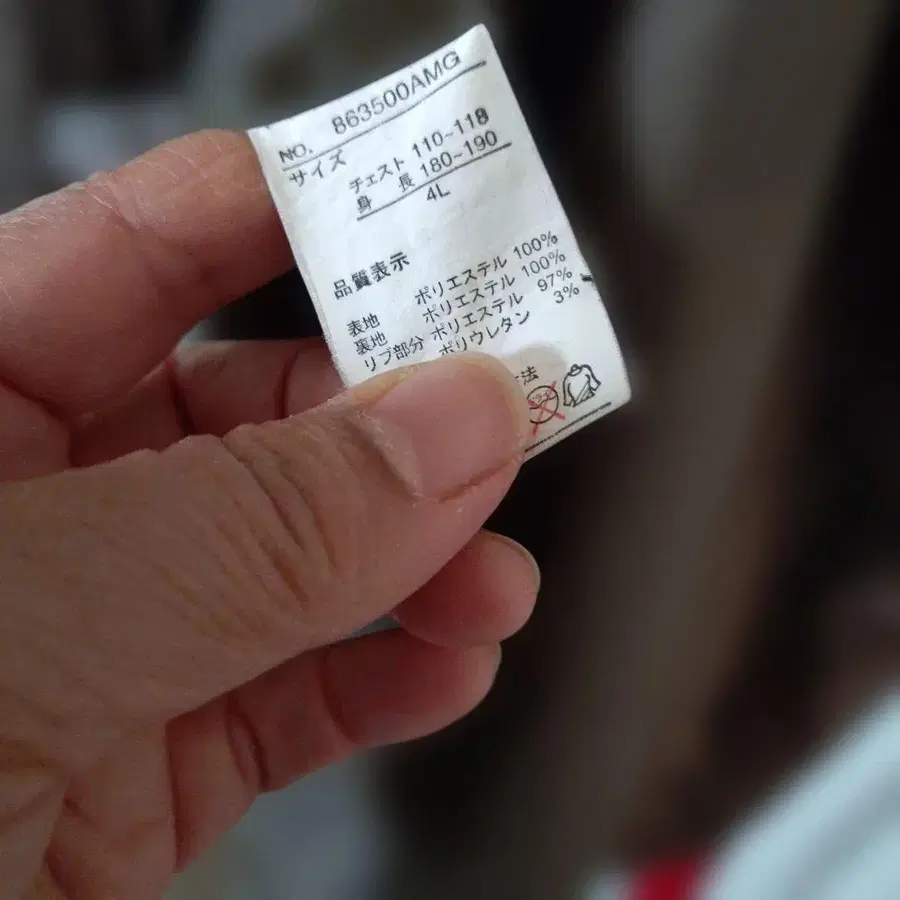 NO. 863500AMG
サイズ
チェスト 110~118
身 長 180~190
4L
品質表示
表地 ポリエステル 100%
裏地 ポリエステル 100%
リブ部分 ポリエステル 97%
ポリウレタン 3%
法